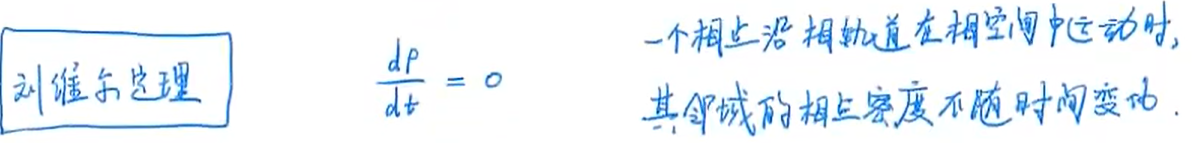 刘维尔定理
dρ/dt = 0
一个相点沿相轨道在相空间中运动时,
其邻域的相点密度不随时间变化.